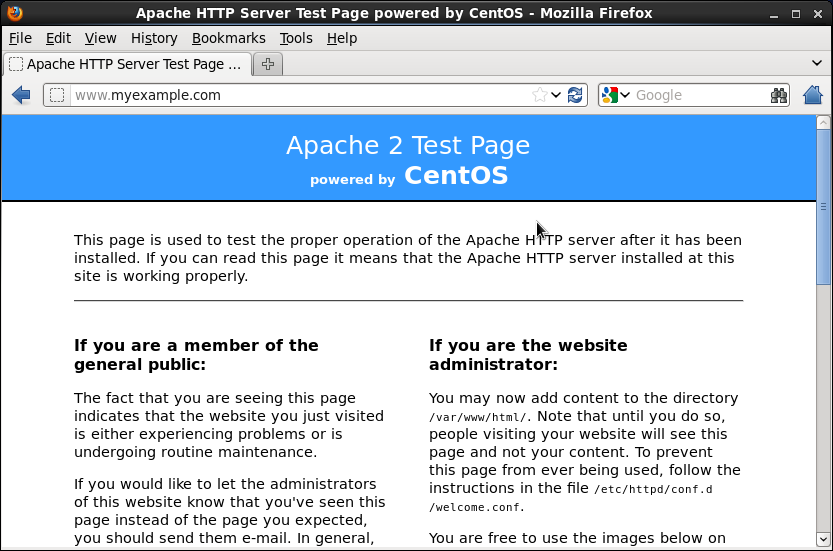 Apache HTTP Server Test Page powered by CentOS - Mozilla Firefox
File Edit View History Bookmarks Tools Help
Apache HTTP Server Test Page ...
www.myexample.com
Google
Apache 2 Test Page
powered by CentOS
This page is used to test the proper operation of the Apache HTTP server after it has been
installed. If you can read this page it means that the Apache HTTP server installed at this
site is working properly.
If you are a member of the
general public:
The fact that you are seeing this page
indicates that the website you just visited
is either experiencing problems or is
undergoing routine maintenance.
If you would like to let the administrators
of this website know that you've seen this
page instead of the page you expected,
you should send them e-mail. In general,
If you are the website
administrator:
You may now add content to the directory
/var/www/html/. Note that until you do so,
people visiting your website will see this
page and not your content. To prevent
this page from ever being used, follow the
instructions in the file /etc/httpd/conf.d
/welcome.conf.
You are free to use the images below on